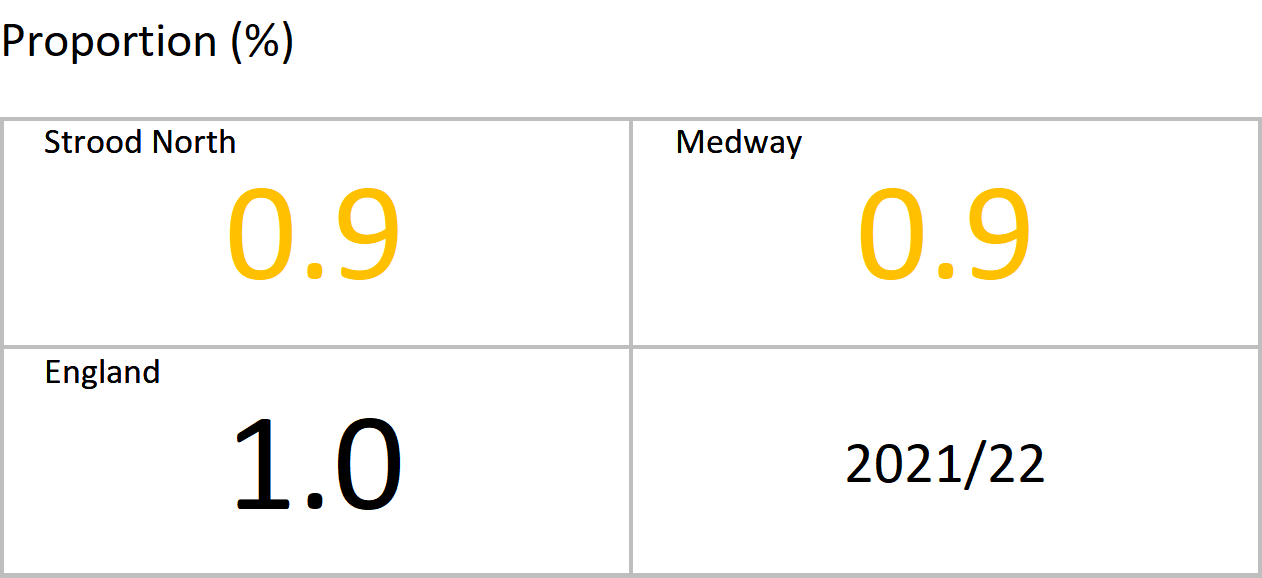 Proportion (%)
Strood North
0.9
Medway
0.9
England
1.0
2021/22